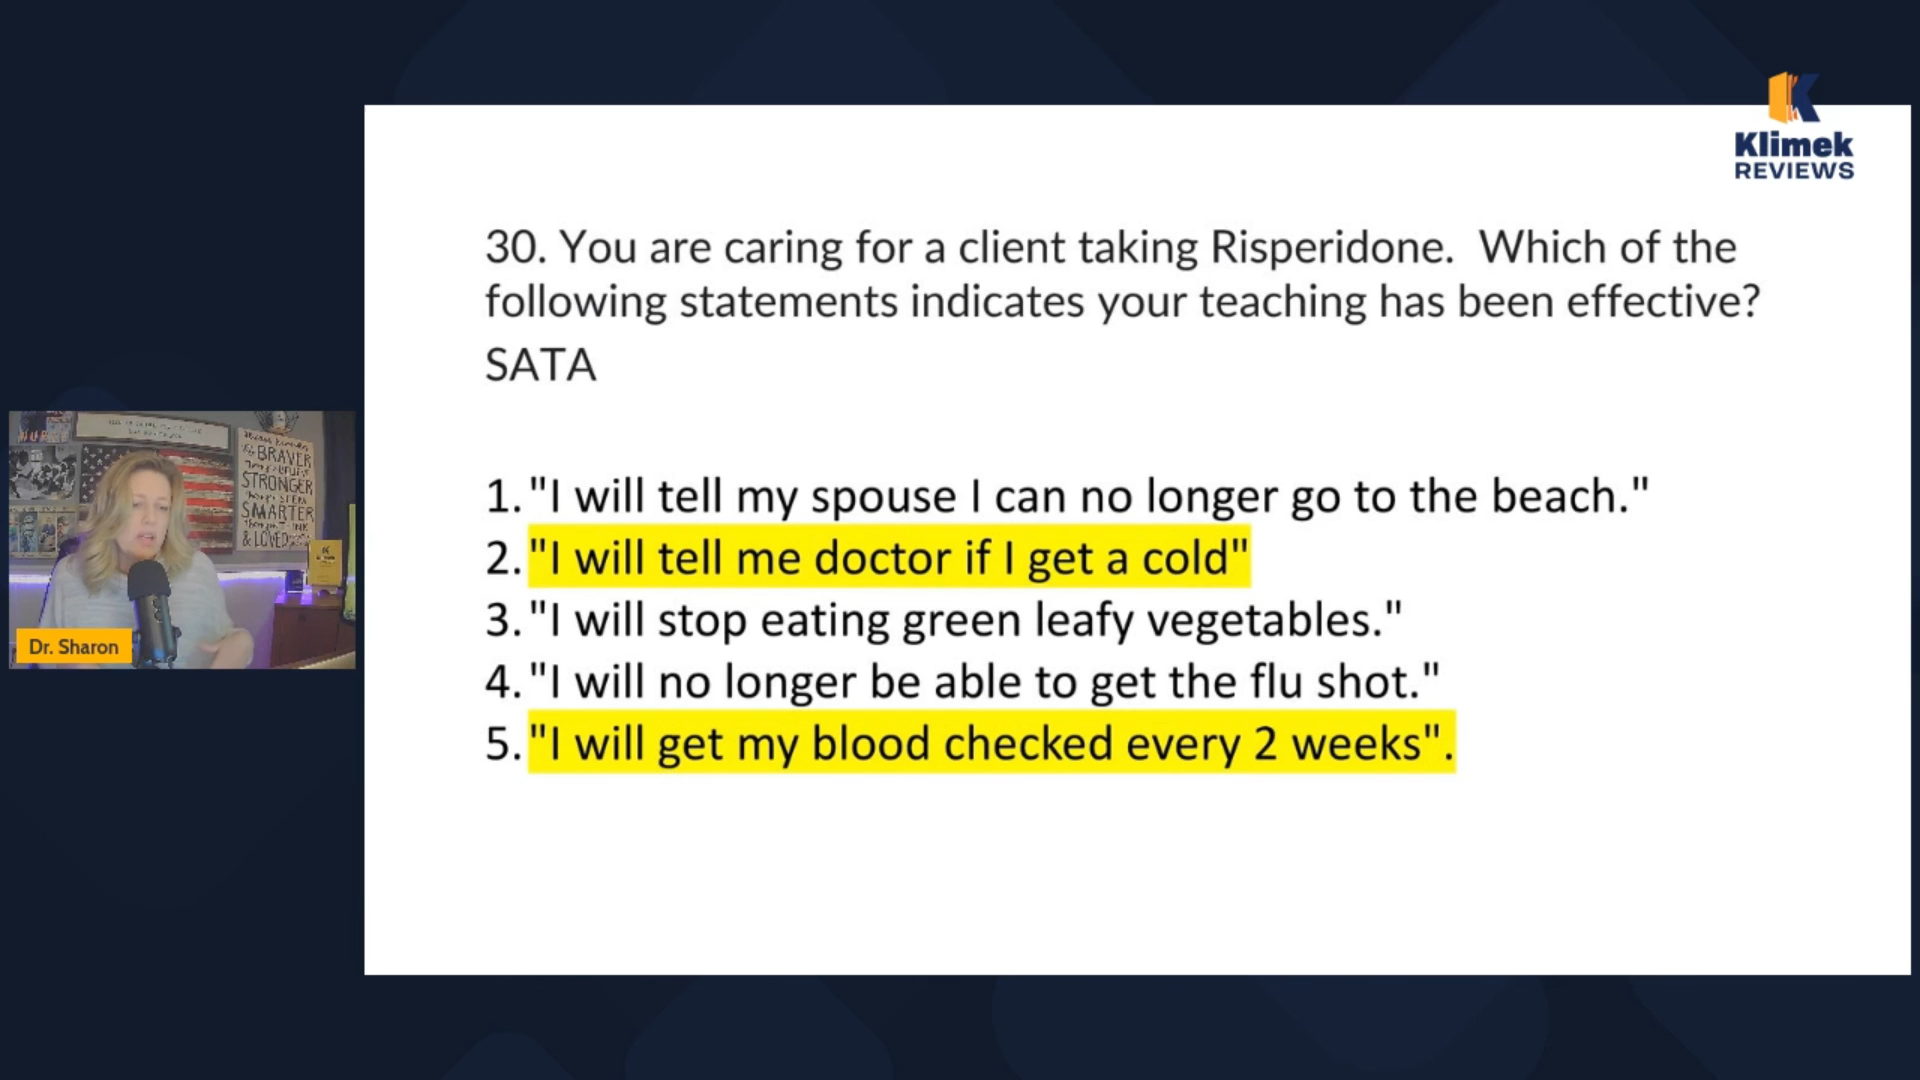 Klimek
REVIEWS
30. You are caring for a client taking Risperidone. Which of the
following statements indicates your teaching has been effective?
SATA
1. "I will tell my spouse I can no longer go to the beach."
2. "I will tell me doctor if I get a cold"
3. "I will stop eating green leafy vegetables."
4. "I will no longer be able to get the flu shot."
5. "I will get my blood checked every 2 weeks".
BRAVER
STRONGER
SMARTER
& LOVED
Dr. Sharon